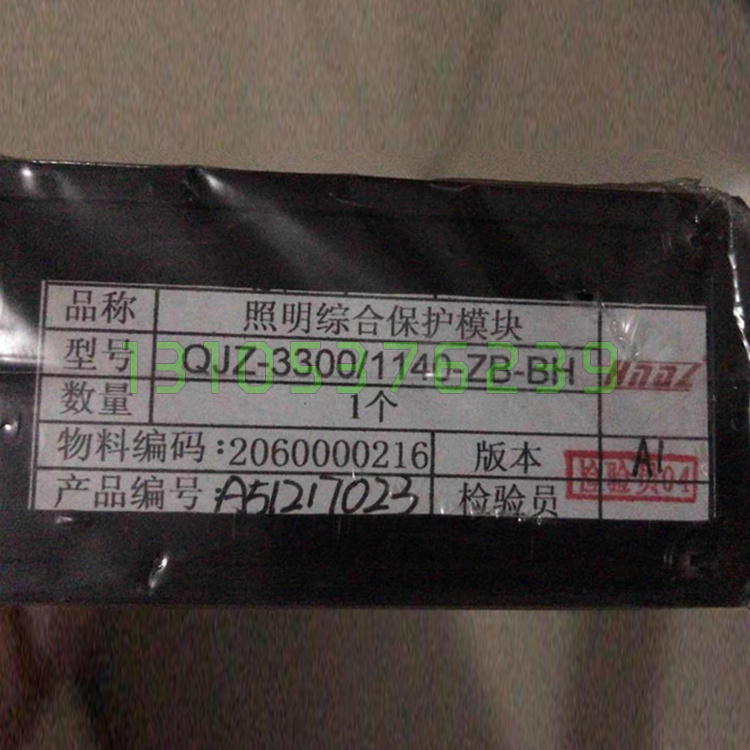 品称 照明综合保护模块
型号 QJZ-3300/1140-ZB-BH HNDL
13105376239
数量 1个
物料编码:2060000216 版本 A1
产品编号:A51217023 检验员 检验员04